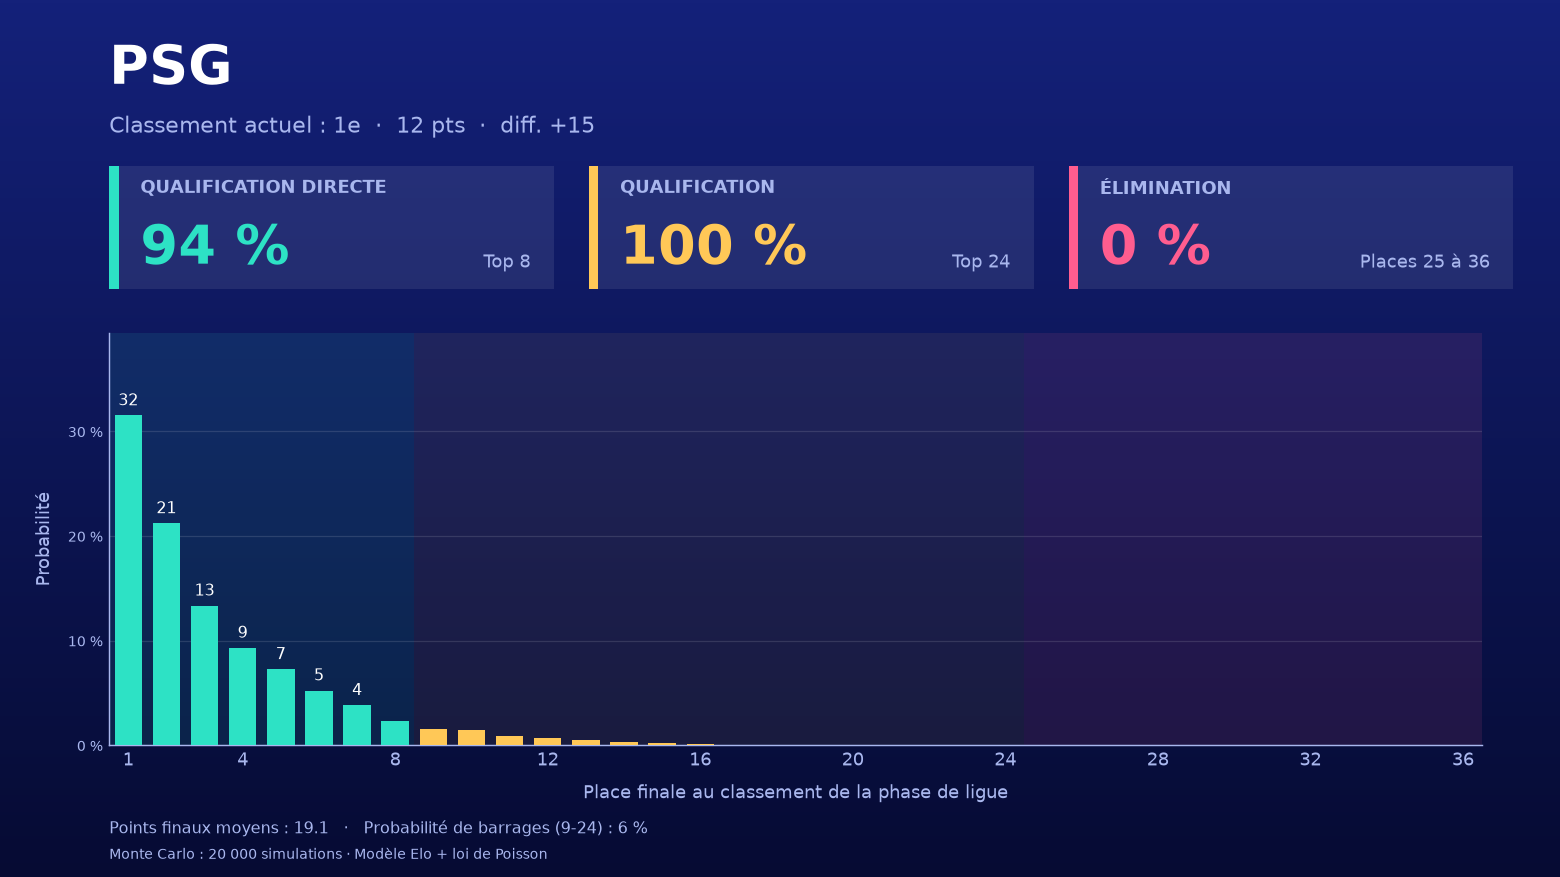 PSG
Classement actuel : 1e · 12 pts · diff. +15
QUALIFICATION DIRECTE
94 %
Top 8
QUALIFICATION
100 %
Top 24
ÉLIMINATION
0 %
Places 25 à 36
Probabilité
30 %
20 %
10 %
0 %
32
21
13
9
7
5
4
1 4 8 12 16 20 24 28 32 36
Place finale au classement de la phase de ligue
Points finaux moyens : 19.1 · Probabilité de barrages (9-24) : 6 %
Monte Carlo : 20 000 simulations · Modèle Elo + loi de Poisson